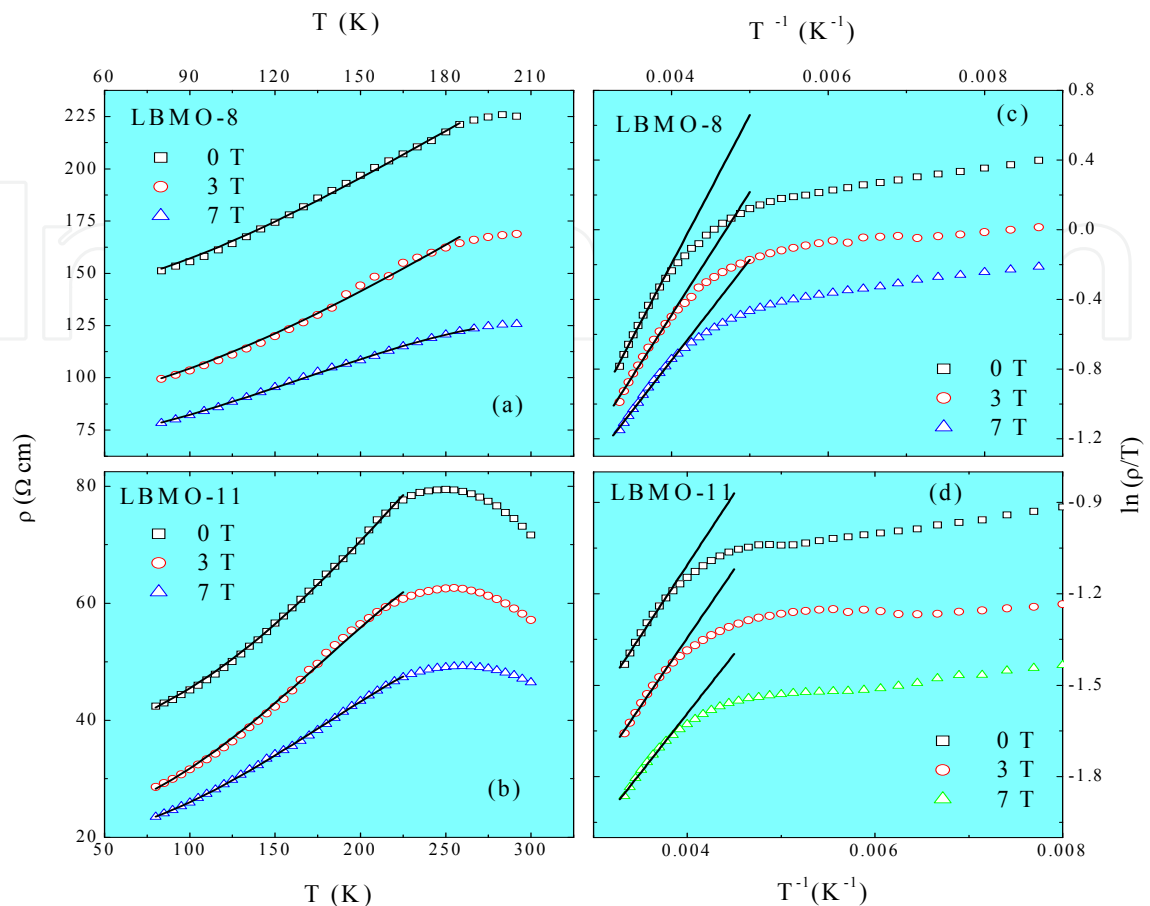 T (K)
60 90 120 150 180 210
T -1 (K-1)
0.004 0.006 0.008
225
200
175
150
125
100
75
LBMO-8
0 T
3 T
7 T
(a)
LBMO-8
(c)
0 T
3 T
7 T
0.8
0.4
0.0
-0.4
-0.8
-1.2
ρ (Ω cm)
ln (ρ/T)
80
60
40
20
LBMO-11
0 T
3 T
7 T
(b)
LBMO-11
(d)
0 T
3 T
7 T
-0.9
-1.2
-1.5
-1.8
50 100 150 200 250 300
T (K)
0.004 0.006 0.008
T-1(K-1)